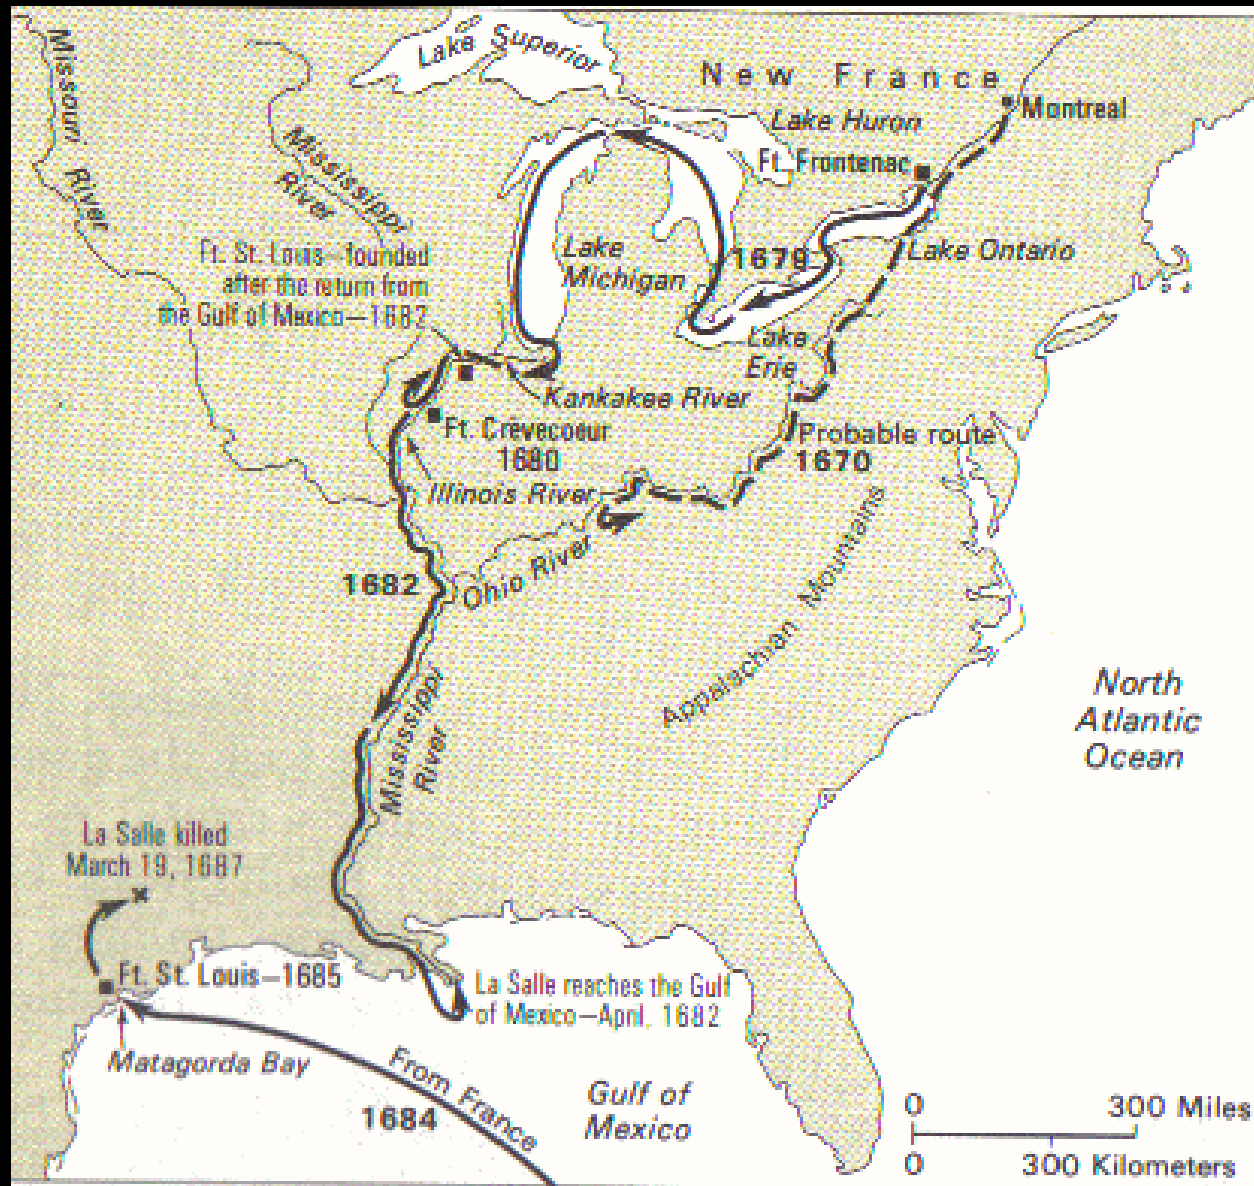 Missouri
River
Lake Superior
New France
Montreal
Lake Huron
Ft. Frontenac
Mississippi
River
Ft. St. Louis—founded
after the return from
the Gulf of Mexico—1682
Lake
Michigan
1679
Lake Ontario
Lake
Erie
Kankakee River
Ft. Crèvecoeur
1680
Probable route
1670
Illinois River
Ohio River
1682
Appalachian Mountains
Mississippi
River
North
Atlantic
Ocean
La Salle killed
March 19, 1687
Ft. St. Louis—1685
La Salle reaches the Gulf
of Mexico—April, 1682
Matagorda Bay
From France
1684
Gulf of
Mexico
0 300 Miles
0 300 Kilometers